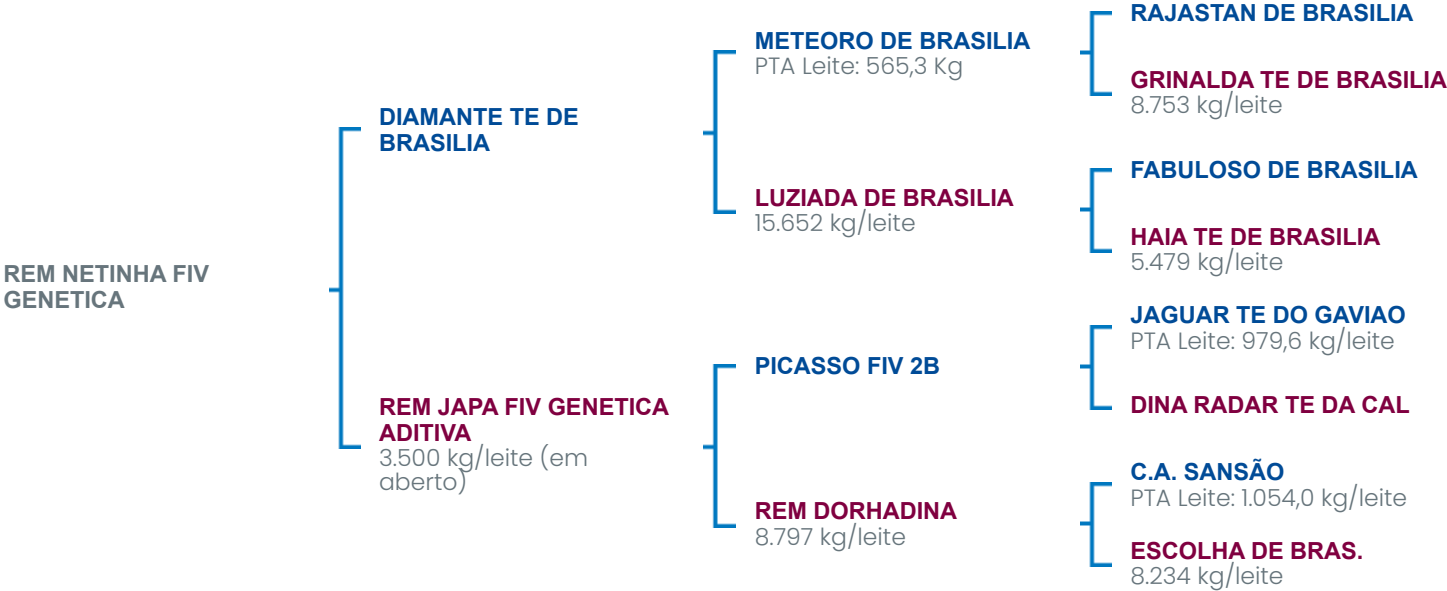 REM NETINHA FIV
GENETICA
DIAMANTE TE DE
BRASILIA
REM JAPA FIV GENETICA
ADITIVA
3.500 kg/leite (em
aberto)
METEORO DE BRASILIA
PTA Leite: 565,3 Kg
LUZIADA DE BRASILIA
15.652 kg/leite
PICASSO FIV 2B
REM DORHADINA
8.797 kg/leite
RAJASTAN DE BRASILIA
GRINALDA TE DE BRASILIA
8.753 kg/leite
FABULOSO DE BRASILIA
HAIA TE DE BRASILIA
5.479 kg/leite
JAGUAR TE DO GAVIAO
PTA Leite: 979,6 kg/leite
DINA RADAR TE DA CAL
C.A. SANSÃO
PTA Leite: 1.054,0 kg/leite
ESCOLHA DE BRAS.
8.234 kg/leite